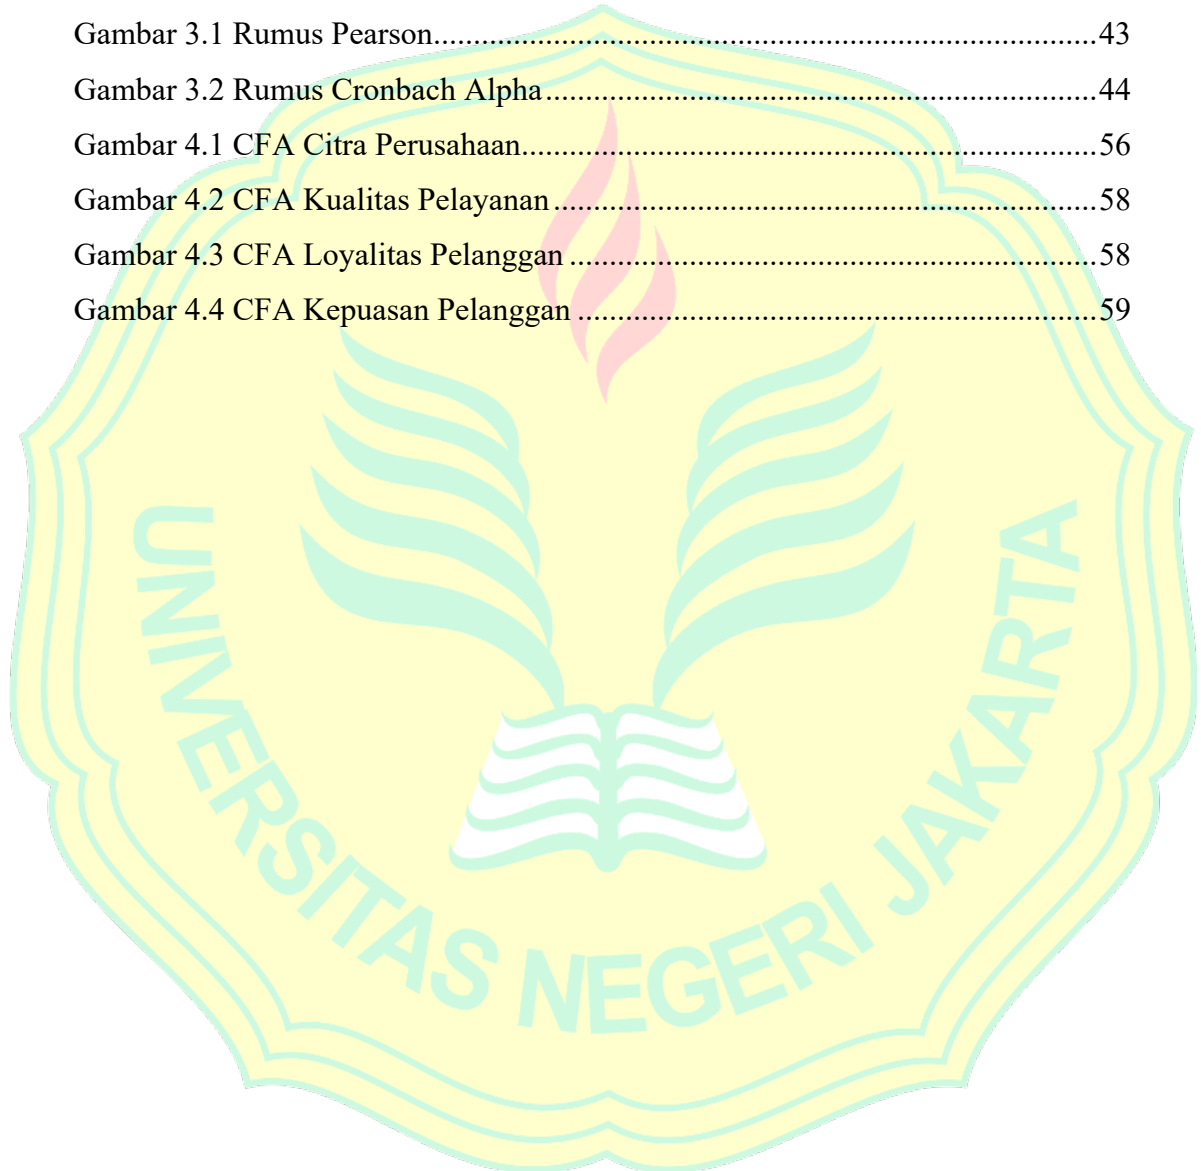 Gambar 3.1 Rumus Pearson................................................................................43
Gambar 3.2 Rumus Cronbach Alpha...................................................................44
Gambar 4.1 CFA Citra Perusahaan......................................................................56
Gambar 4.2 CFA Kualitas Pelayanan..................................................................58
Gambar 4.3 CFA Loyalitas Pelanggan................................................................58
Gambar 4.4 CFA Kepuasan Pelanggan...............................................................59
UNIVERSITAS NEGERI JAKARTA